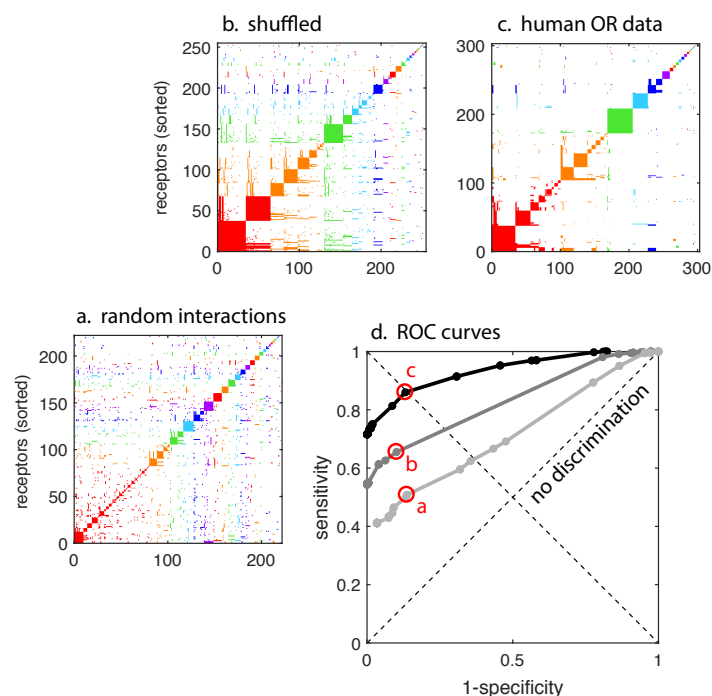 b. shuffled
c. human OR data
receptors (sorted)
250
200
150
100
50
0
0
100
200
300
200
100
0
0
100
200
300
a. random interactions
d. ROC curves
receptors (sorted)
200
150
100
50
0
0
100
200
sensitivity
1
0.8
0.6
0.4
0.2
0
0
0.5
1
1-specificity
c
b
a
no discrimination